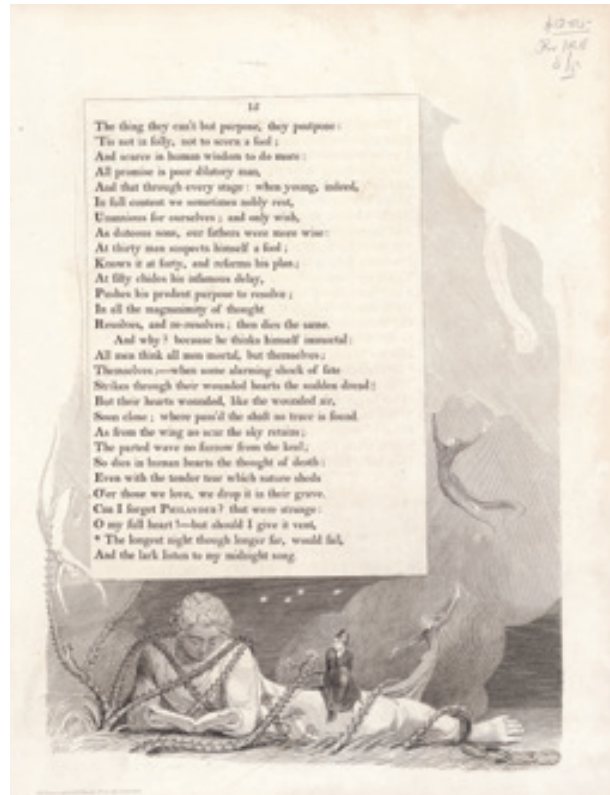 The thing they can't but purpose, they postpone:
'Tis not in folly, not to scorn a fool;
And scarce in human wisdom to do more:
All promise is poor dilatory man,
And that through every stage: when young, indeed,
In full content we sometimes nobly rest,
Unanxious for ourselves; and only wish,
As duteous sons, our fathers were more wise:
At thirty man suspects himself a fool;
Knows it at forty, and reforms his plan;
At fifty chides his infamous delay,
Pushes his prudent purpose to resolve;
In all the magnanimity of thought
Resolves, and re-resolves; then dies the same.
And why? because he thinks himself immortal:
All men think all men mortal, but themselves;
Themselves;—when some alarming shock of fate
Strikes through their wounded hearts the sudden dread!
But their hearts wounded, like the wounded air,
Soon close; where pass'd the shaft no trace is found.
As from the wing no scar the sky retains;
The parted wave no furrow from the keel;
So dies in human hearts the thought of death:
Even with the tender tear which nature sheds
O'er those we love, we drop it in their grave.
Can I forget PHILANDER? that were strange:
O my full heart!—but should I give it vent,
* The longest night though longer far, would fail,
And the lark listen to my midnight song.